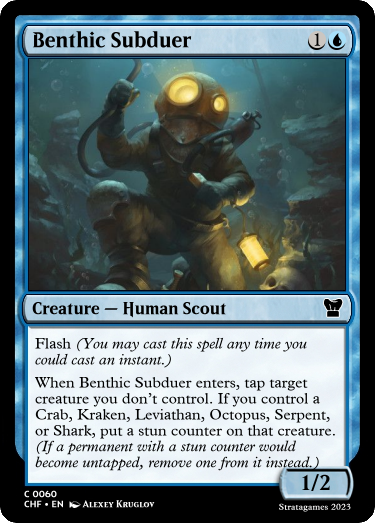 Benthic Subduer 1
Creature — Human Scout
Flash (You may cast this spell any time you
could cast an instant.)
When Benthic Subduer enters, tap target
creature you don't control. If you control a
Crab, Kraken, Leviathan, Octopus, Serpent,
or Shark, put a stun counter on that creature.
(If a permanent with a stun counter
would become untapped, remove one from it instead.)
1/2
C 0060
CHF • EN Alexey Kruglov
Stratagames 2023